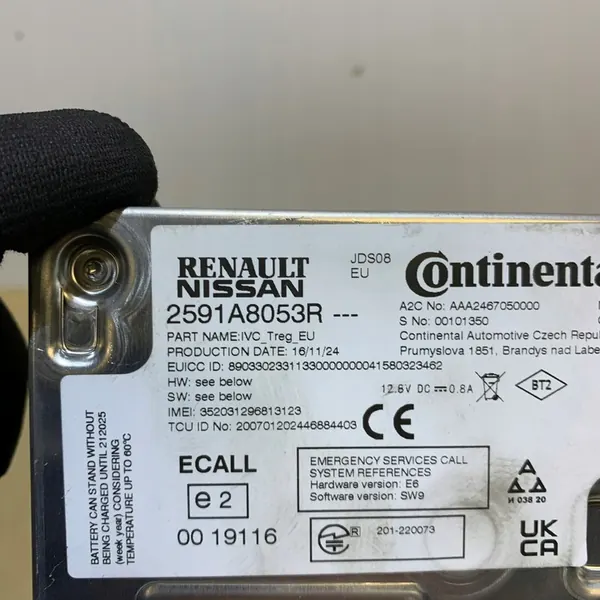 RENAULT
NISSAN
JDS08
EU
Continenta
2591A8053R ---
A2C No: AAA2467050000
PART NAME:IVC_Treg_EU
S No: 00101350
PRODUCTION DATE: 16/11/24
Continental Automotive Czech Repu
EUICC ID: 89033023311330000000041580323462
Prumyslova 1851, Brandys nad Labe
HW: see below
SW: see below
12.6V DC 0.8A
BT2
IMEI: 352031296813123
TCU ID No: 200701202446884403
CE
BATTERY CAN STAND WITHOUT
BEING CHARGED UNTIL 212025
(week year) CONSIDERING
TEMPERATURE UP TO 60°C
ECALL
e2
00 19116
EMERGENCY SERVICES CALL
SYSTEM REFERENCES
Hardware version: E6
Software version: SW9
R 201-220073
И 038 20
UK
CA